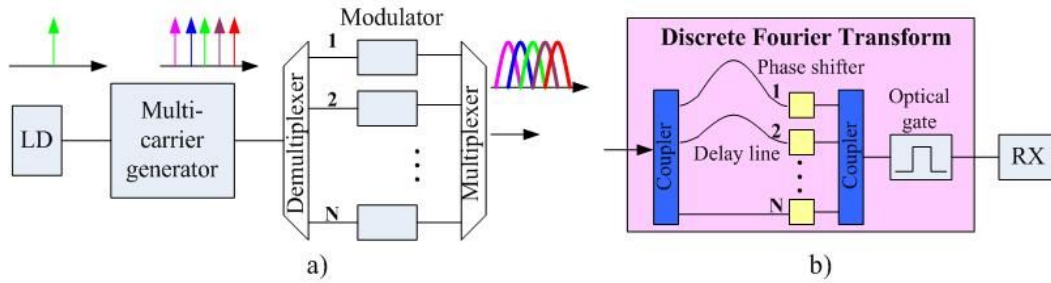 Modulator
1
2
N
LD
Multi-
carrier
generator
Demultiplexer
Multiplexer
a)
Discrete Fourier Transform
Phase shifter
1
2
N
Coupler
Delay line
Coupler
Optical
gate
RX
b)